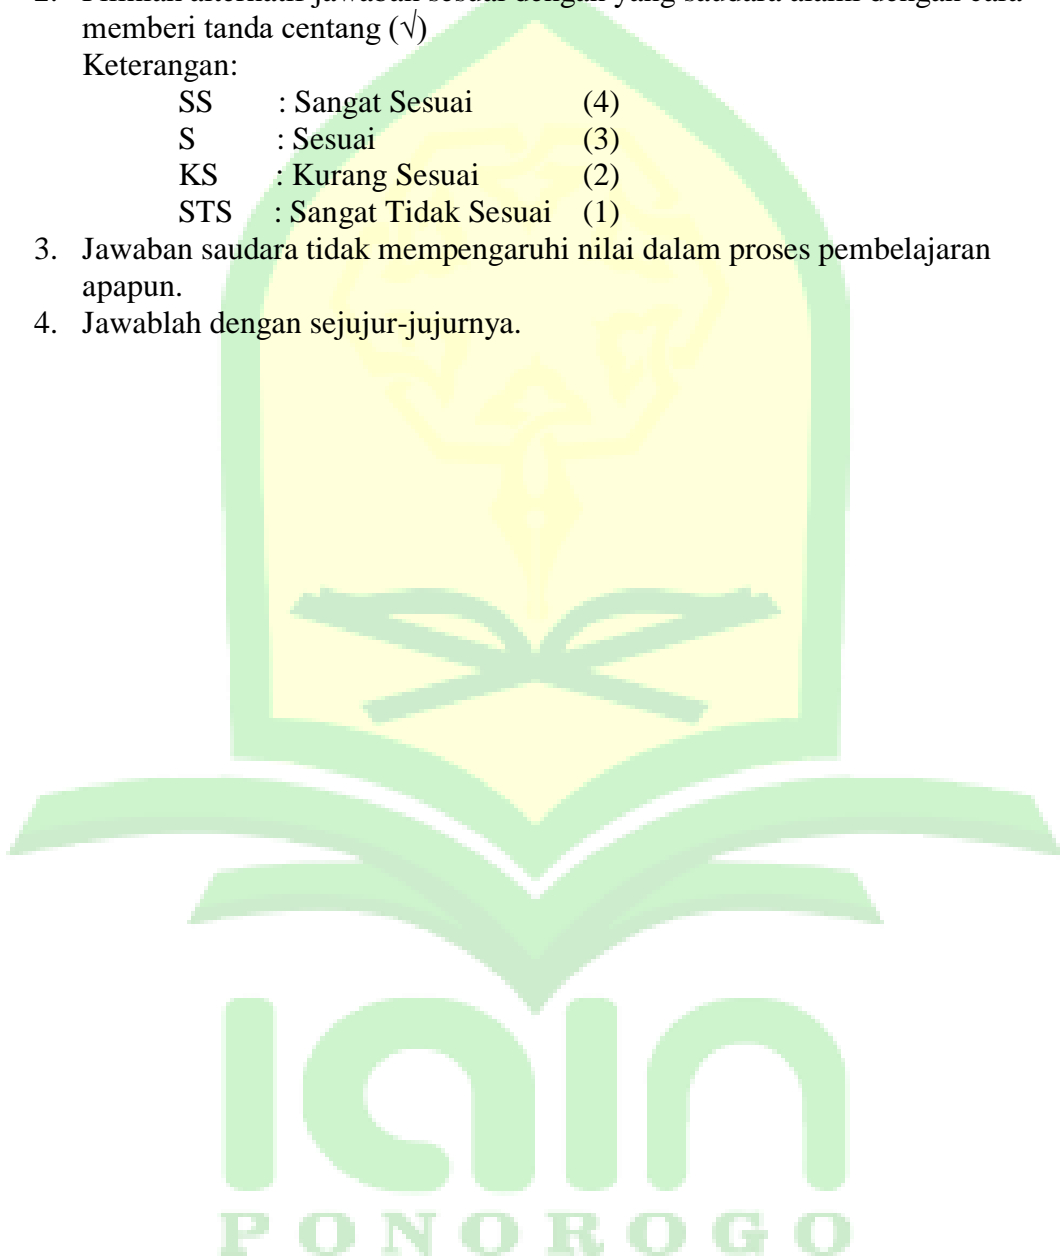 memberi tanda centang (√)
Keterangan:
SS : Sangat Sesuai (4)
S : Sesuai (3)
KS : Kurang Sesuai (2)
STS : Sangat Tidak Sesuai (1)
3. Jawaban saudara tidak mempengaruhi nilai dalam proses pembelajaran
apapun.
4. Jawablah dengan sejujur-jujurnya.
iain
PONOROGO